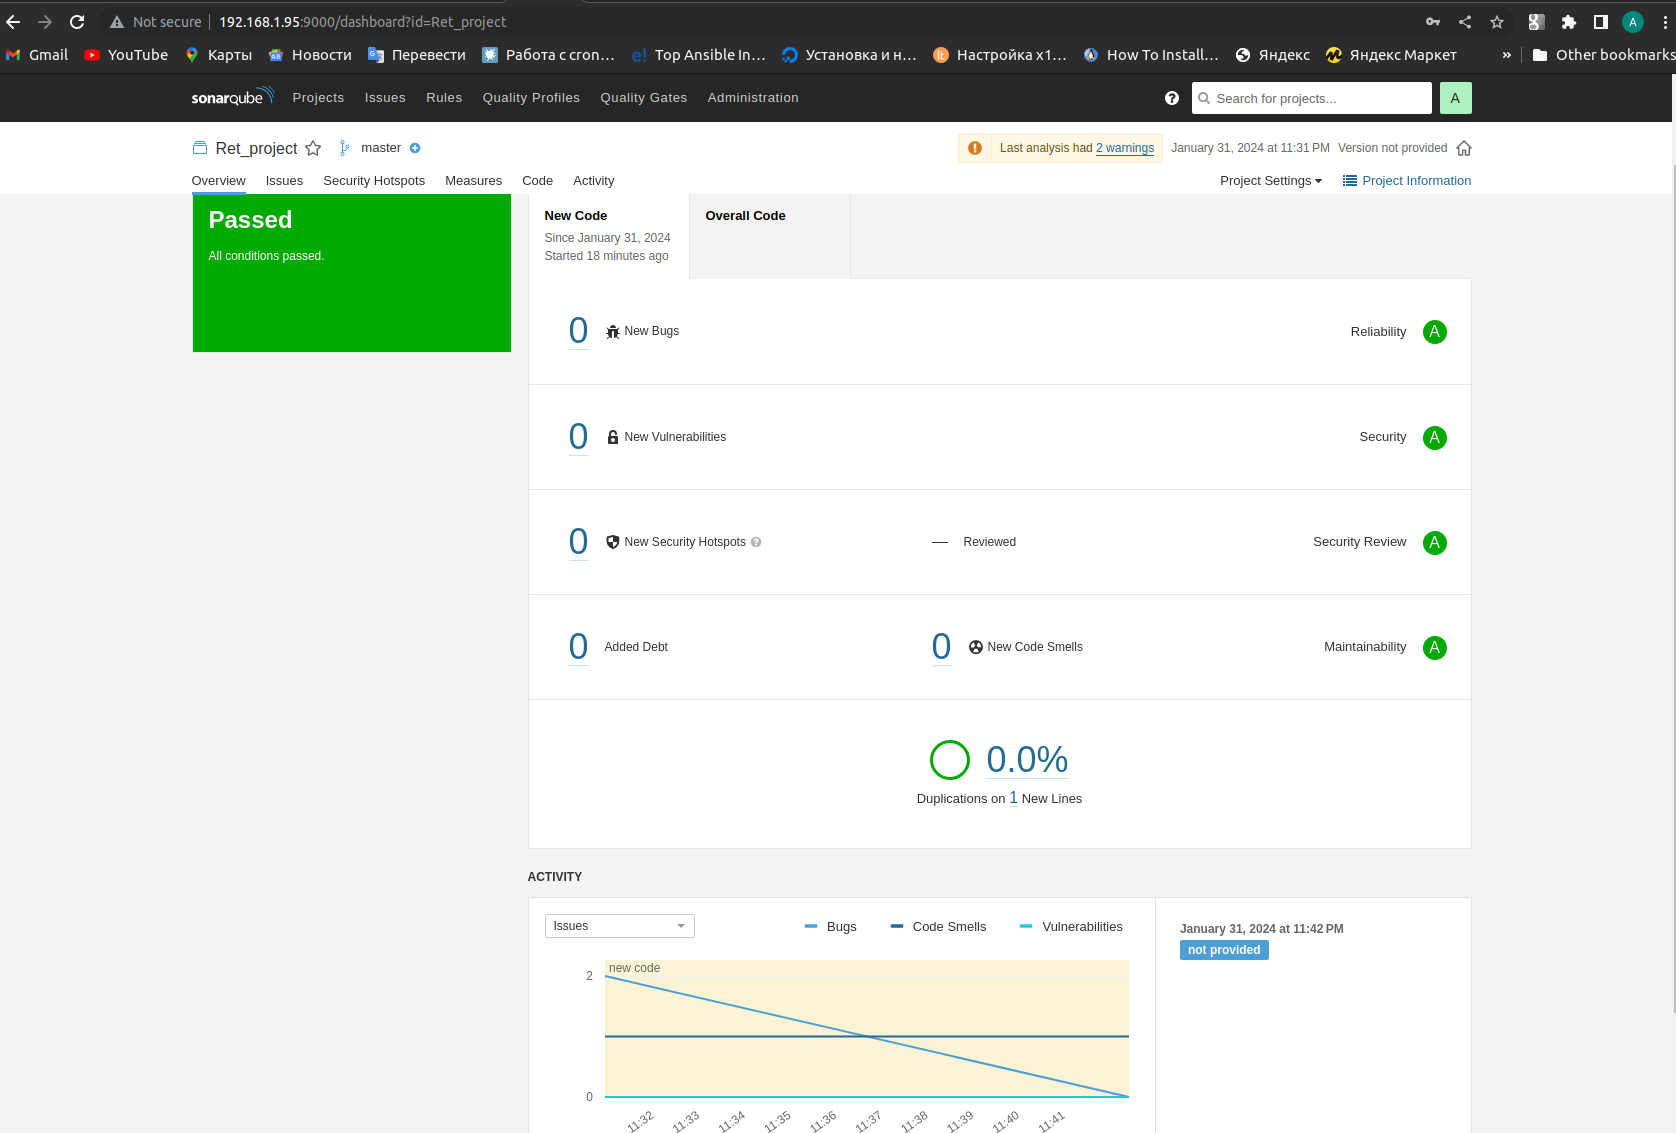 Not secure 192.168.1.95:9000/dashboard?id=Ret_project A
Gmail YouTube Карты Новости Перевести Работа с cron... Top Ansible In... Установка и н... Настройка x1... How To Install... Яндекс Яндекс Маркет » Other bookmarks
sonarqube Projects Issues Rules Quality Profiles Quality Gates Administration Search for projects... A
Ret_project master Last analysis had 2 warnings January 31, 2024 at 11:31 PM Version not provided
Overview Issues Security Hotspots Measures Code Activity Project Settings Project Information
Passed
All conditions passed.
New Code Overall Code
Since January 31, 2024
Started 18 minutes ago
0 New Bugs Reliability A
0 New Vulnerabilities Security A
0 New Security Hotspots — Reviewed Security Review A
0 Added Debt 0 New Code Smells Maintainability A
0.0%
Duplications on 1 New Lines
ACTIVITY
Issues Bugs Code Smells Vulnerabilities
January 31, 2024 at 11:42 PM
not provided
new code
2
0
11:32 11:33 11:34 11:35 11:36 11:37 11:38 11:39 11:40 11:41